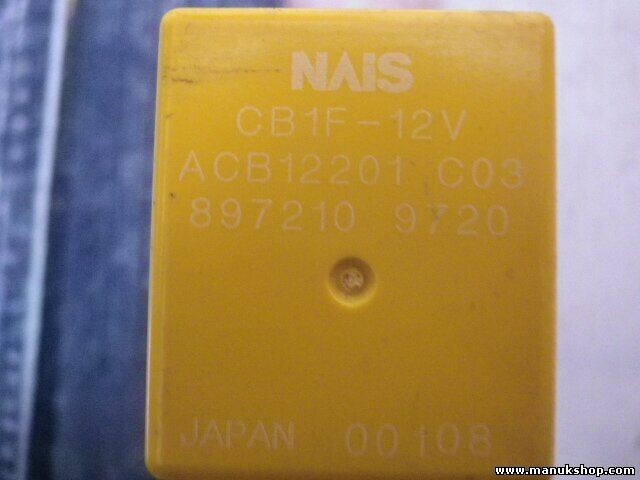 NAiS
CB1F-12V
ACB12201 C03
897210 9720
JAPAN 00108
www.manukshop.com